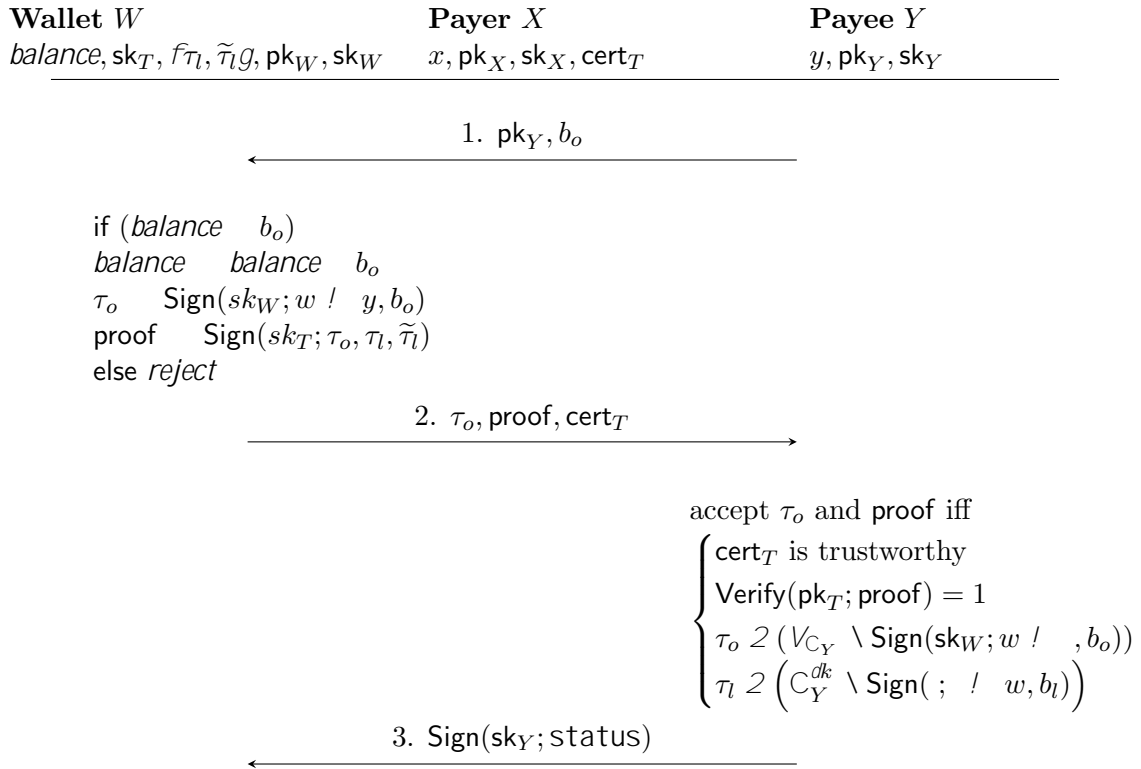 Wallet W Payer X Payee Y
balance, sk_T, f τ_l, τ̃_l g, pk_W, sk_W x, pk_X, sk_X, cert_T y, pk_Y, sk_Y
1. pk_Y, b_o
if (balance b_o)
balance balance b_o
τ_o Sign(sk_W; w ! y, b_o)
proof Sign(sk_T; τ_o, τ_l, τ̃_l)
else reject
2. τ_o, proof, cert_T
accept τ_o and proof iff
cert_T is trustworthy
Verify(pk_T; proof) = 1
τ_o 2 (V_{C_Y} \ Sign(sk_W; w ! , b_o))
τ_l 2 (C_Y^{dk} \ Sign( ; ! w, b_l))
3. Sign(sk_Y; status)